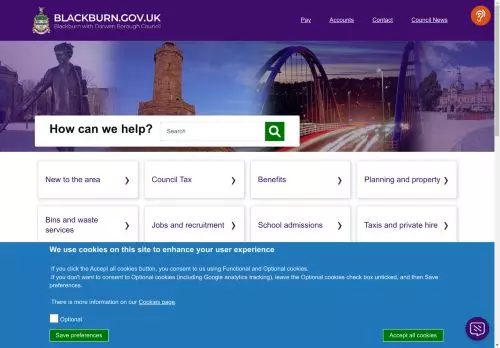 BLACKBURN.GOV.UK
Blackburn with Darwen Borough Council
Pay
Accounts
Contact
Council News
How can we help?
Search
New to the area
Council Tax
Benefits
Planning and property
Bins and waste services
Jobs and recruitment
School admissions
Taxis and private hire
We use cookies on this site to enhance your user experience
If you click the Accept all cookies button, you consent to us using Functional and Optional cookies.
If you don't want to consent to Optional cookies (including Google analytics tracking), leave the Optional cookies check box unticked, and then Save
preferences.
There is more information on our Cookies page.
Optional
Save preferences
Accept all cookies